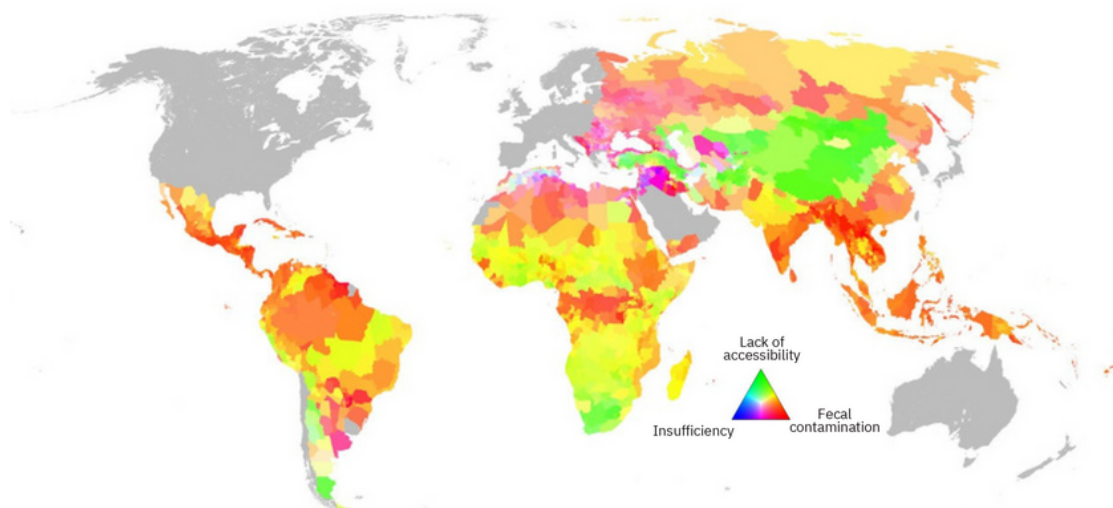 Lack of
accessibility
Insufficiency
Fecal
contamination